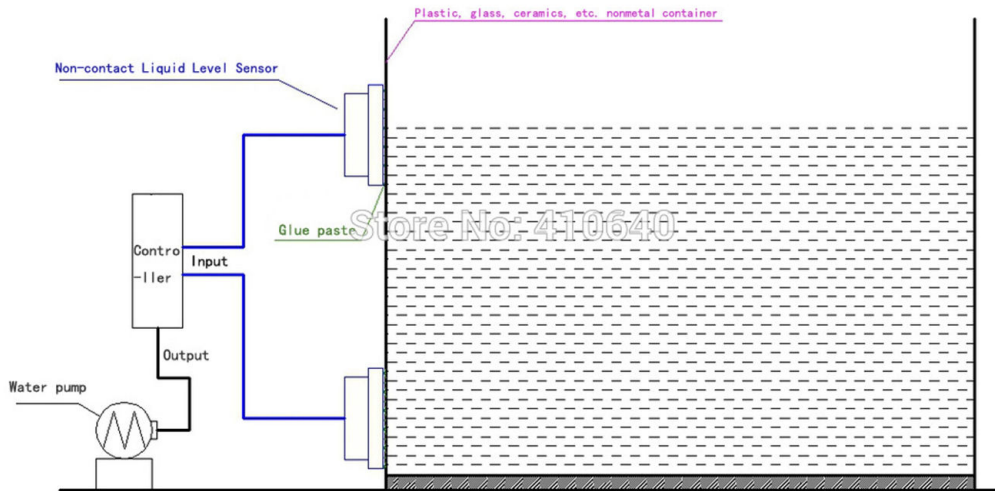 Plastic, glass, ceramics, etc. nonmetal container
Non-contact Liquid Level Sensor
Glue paste
Store No: 410640
Contro
-ller
Input
Output
Water pump